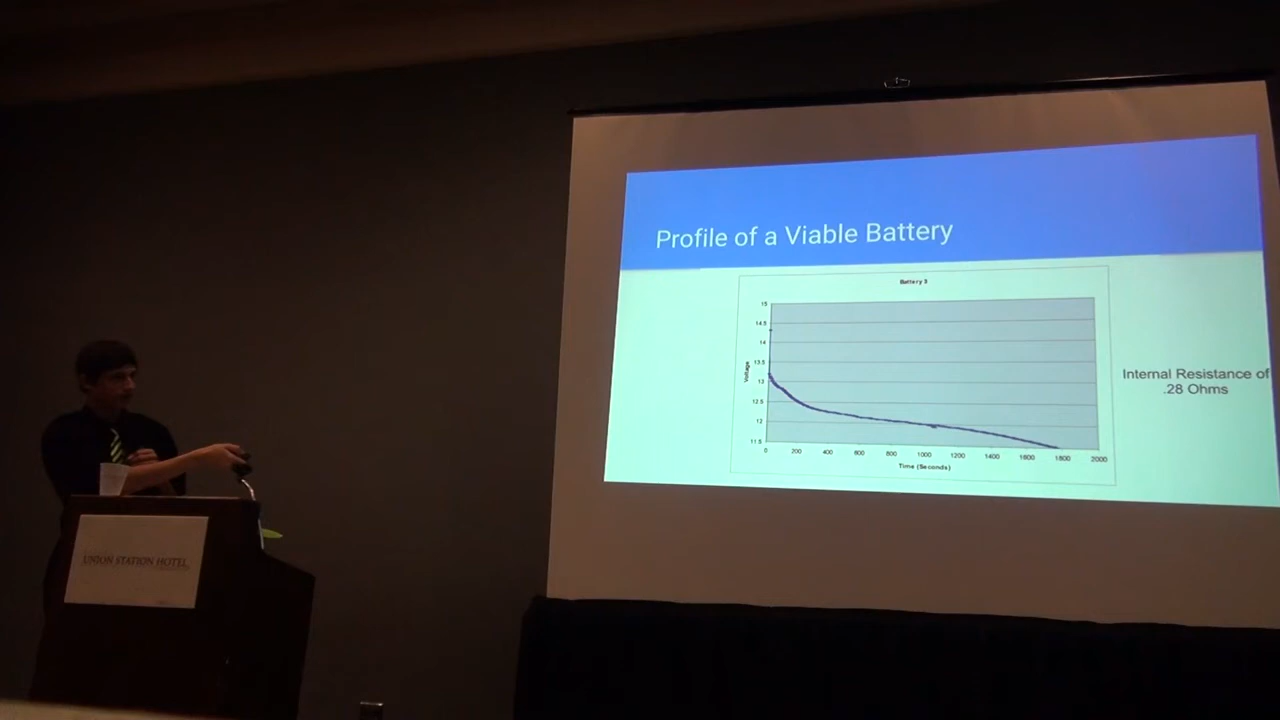 Profile of a Viable Battery
Battery 3
15
14.5
14
13.5
13
12.5
12
11.5
Voltage
0 200 400 600 800 1000 1200 1400 1600 1800 2000
Time (Seconds)
Internal Resistance of
.28 Ohms
UNION STATION HOTEL